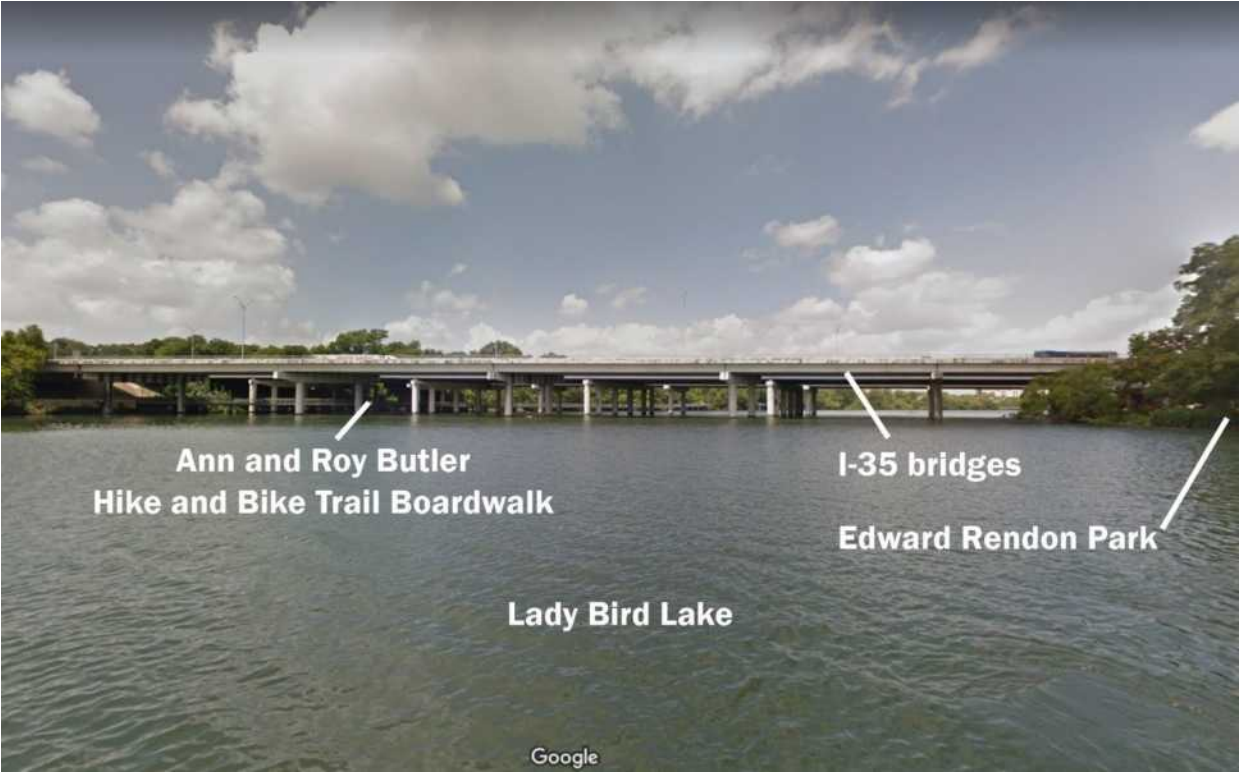 Ann and Roy Butler
Hike and Bike Trail Boardwalk
I-35 bridges
Edward Rendon Park
Lady Bird Lake
Google